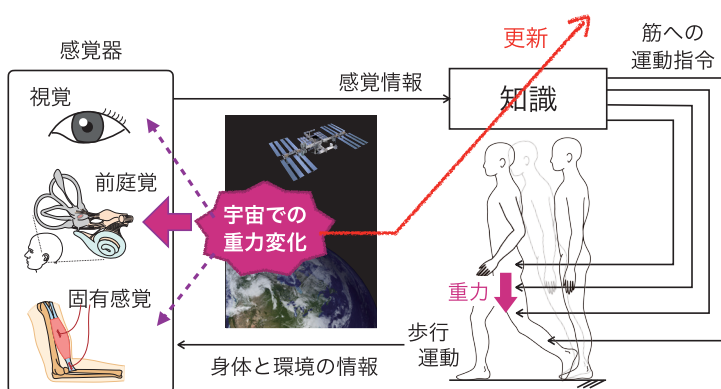 感覚器
視覚
前庭覚
固有感覚
感覚情報
宇宙での
重力変化
更新
知識
筋への
運動指令
重力
歩行
運動
身体と環境の情報